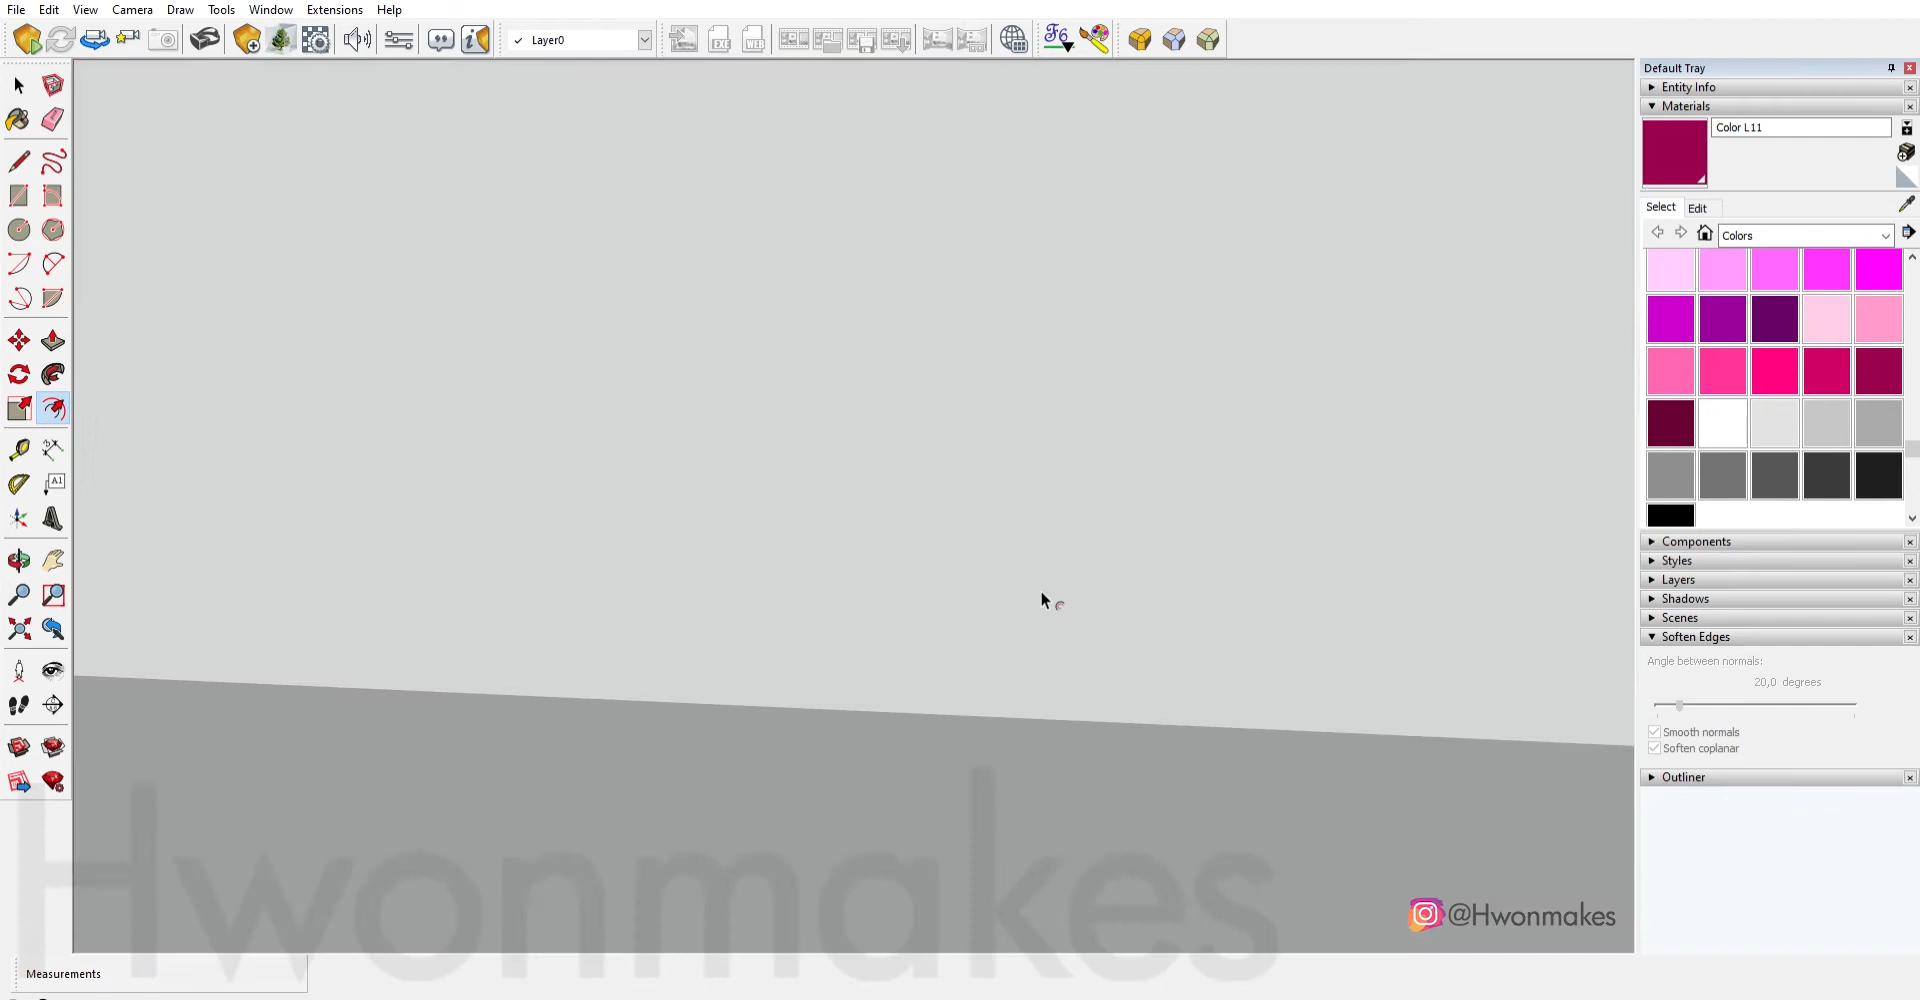 File Edit View Camera Draw Tools Window Extensions Help
Layer0
Default Tray
Entity Info
Materials
Color L11
Select Edit
Colors
A1
Components
Styles
Layers
Shadows
Scenes
Soften Edges
Angle between normals:
20,0 degrees
Smooth normals
Soften coplanar
Outliner
Hwonmakes
@Hwonmakes
Measurements